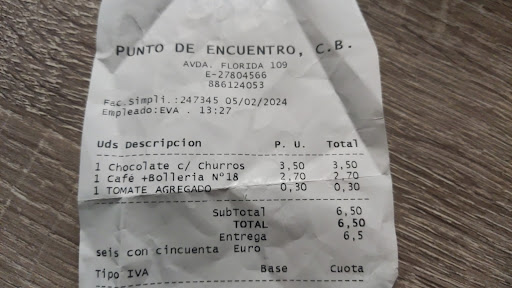 PUNTO DE ENCUENTRO, C.B.
AVDA. FLORIDA 109
E-27804566
886124053
Fac.Simpli.:247345 05/02/2024
Empleado:EVA . 13:27
Uds Descripcion P. U. Total
1 Chocolate c/ Churros 3,50 3,50
1 Café +Bolleria Nº18 2,70 2,70
1 TOMATE AGREGADO 0,30 0,30
SubTotal 6,50
TOTAL 6,50
Entrega 6,5
seis con cincuenta Euro
Tipo IVA Base Cuota